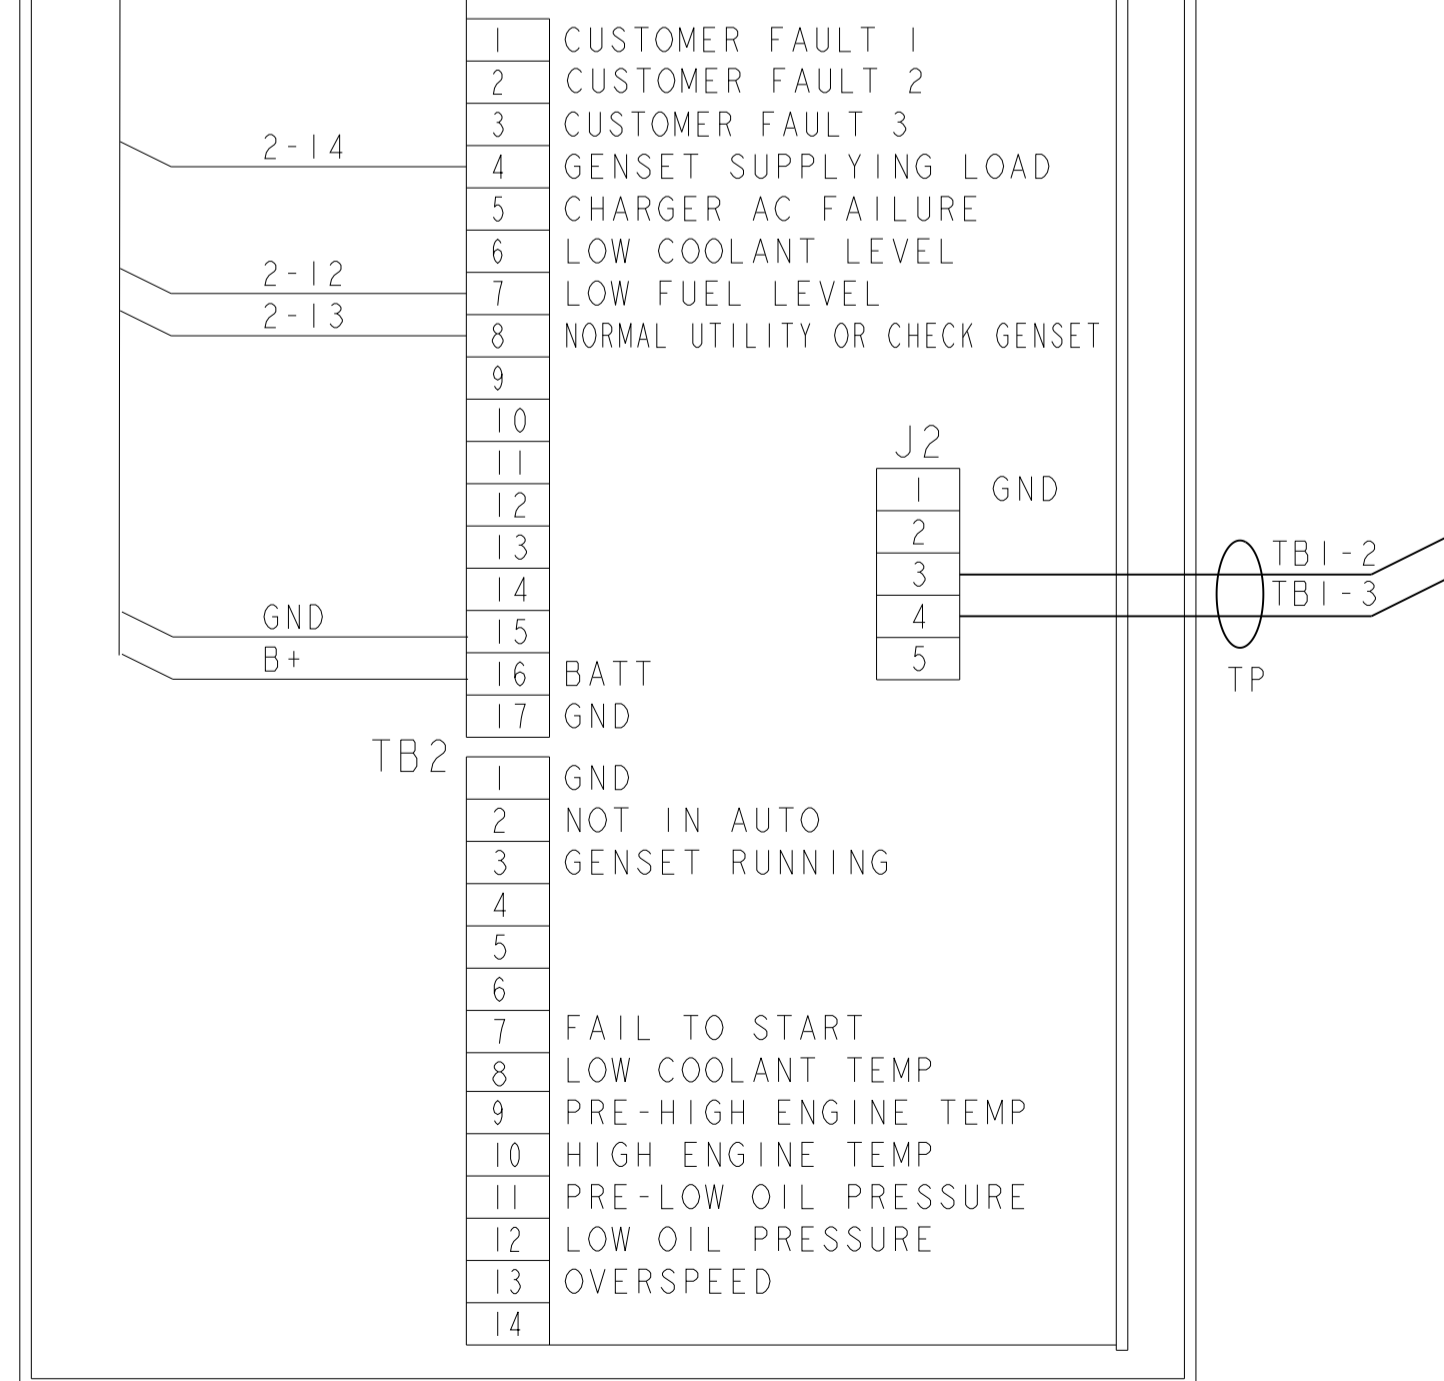 1 CUSTOMER FAULT 1
2 CUSTOMER FAULT 2
3 CUSTOMER FAULT 3
2-14 4 GENSET SUPPLYING LOAD
5 CHARGER AC FAILURE
6 LOW COOLANT LEVEL
2-12 7 LOW FUEL LEVEL
2-13 8 NORMAL UTILITY OR CHECK GENSET
9
10
11
12
13
14
GND 15
B+ 16 BATT
17 GND
J2
1 GND
2
3 TB1-2
4 TB1-3
5
TP
TB2
1 GND
2 NOT IN AUTO
3 GENSET RUNNING
4
5
6
7 FAIL TO START
8 LOW COOLANT TEMP
9 PRE-HIGH ENGINE TEMP
10 HIGH ENGINE TEMP
11 PRE-LOW OIL PRESSURE
12 LOW OIL PRESSURE
13 OVERSPEED
14